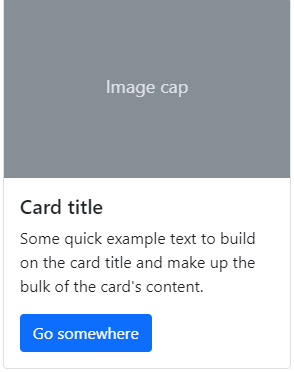 Image cap
Card title
Some quick example text to build
on the card title and make up the
bulk of the card's content.
Go somewhere